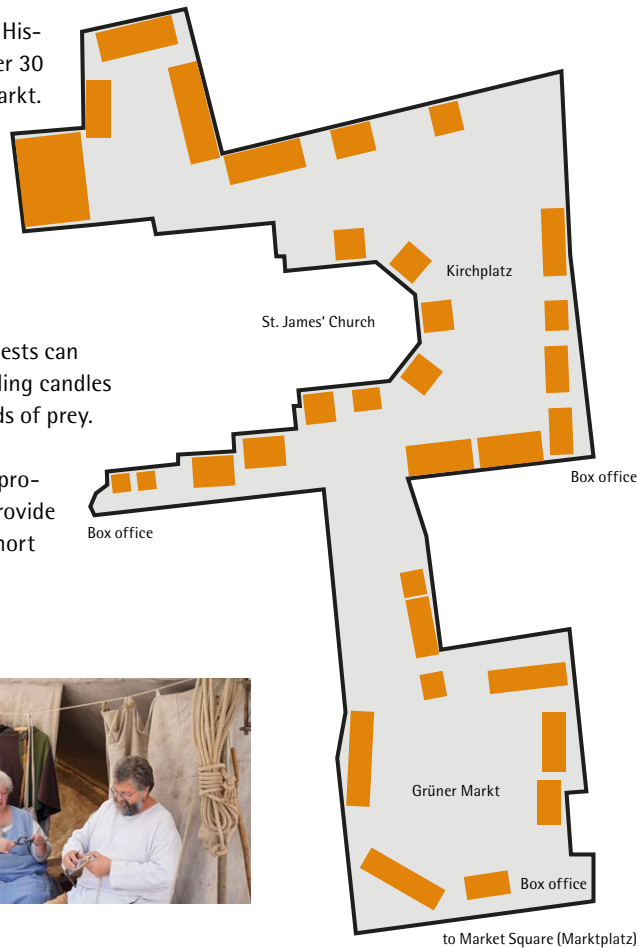 His-
er 30
arkt.
Kirchplatz
St. James' Church
ests can
ling candles
ds of prey.
pro-
rovide
hort
Box office
Box office
Grüner Markt
Box office
to Market Square (Marktplatz)